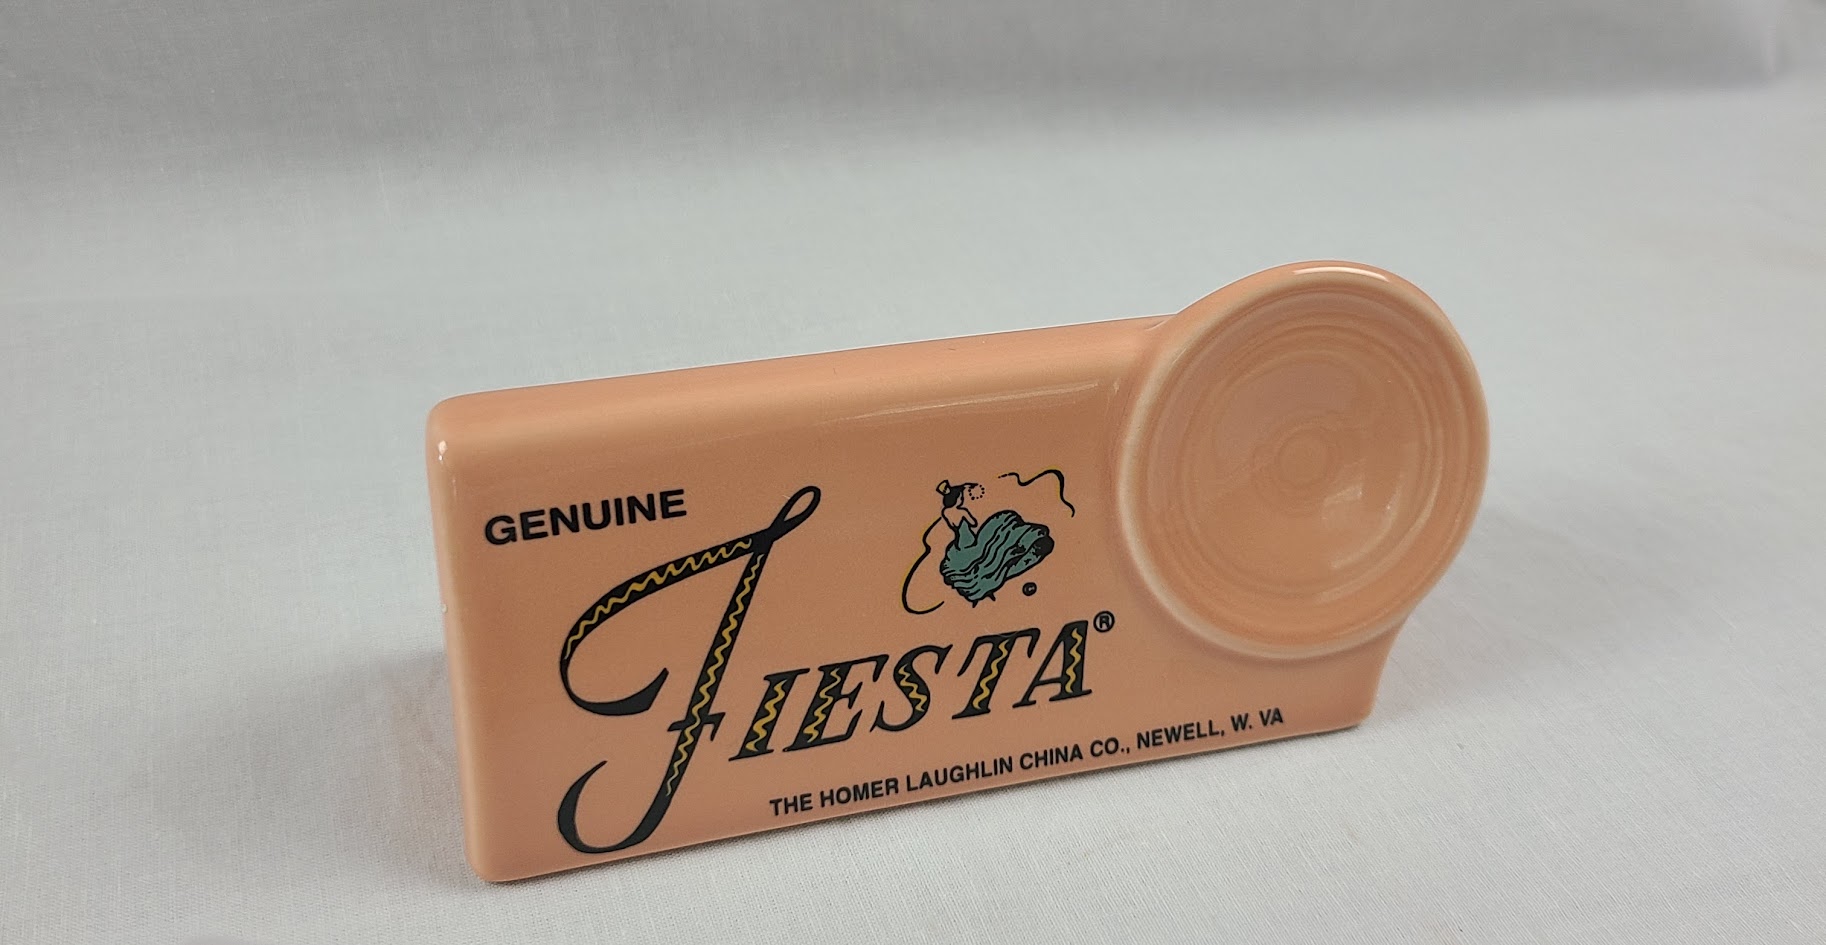 GENUINE
©
FIESTA®
THE HOMER LAUGHLIN CHINA CO., NEWELL, W. VA